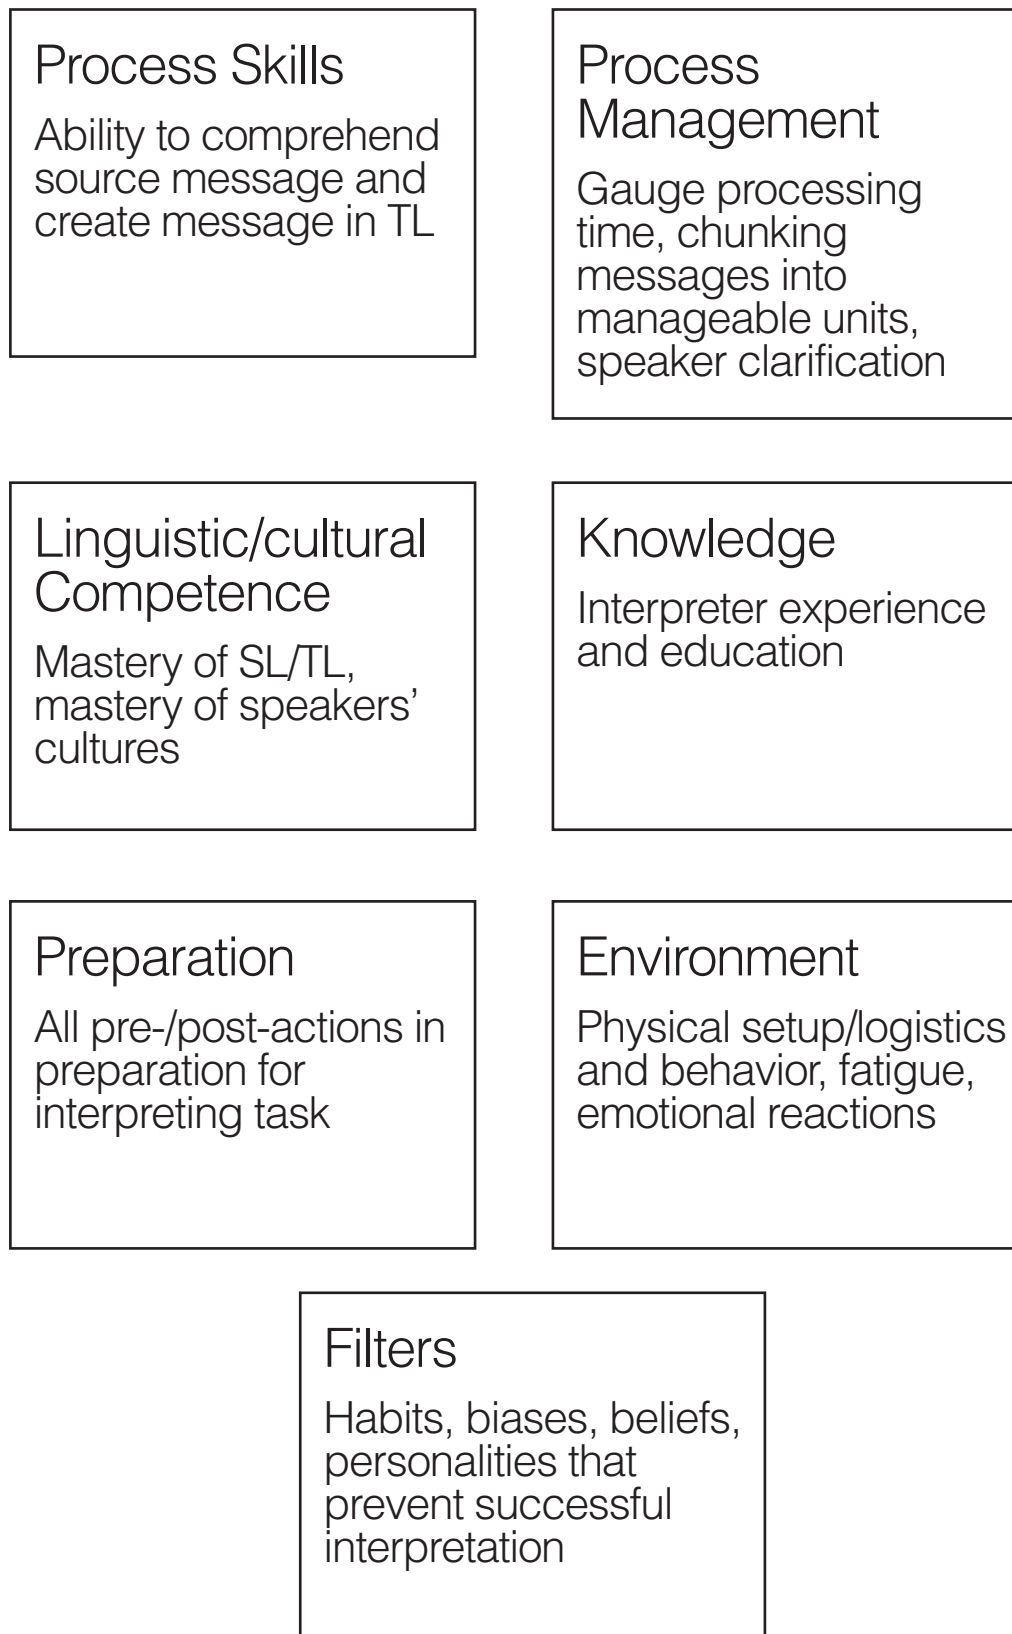 Process Skills
Ability to comprehend
source message and
create message in TL
Process
Management
Gauge processing
time, chunking
messages into
manageable units,
speaker clarification
Linguistic/cultural
Competence
Mastery of SL/TL,
mastery of speakers’
cultures
Knowledge
Interpreter experience
and education
Preparation
All pre-/post-actions in
preparation for
interpreting task
Environment
Physical setup/logistics
and behavior, fatigue,
emotional reactions
Filters
Habits, biases, beliefs,
personalities that
prevent successful
interpretation